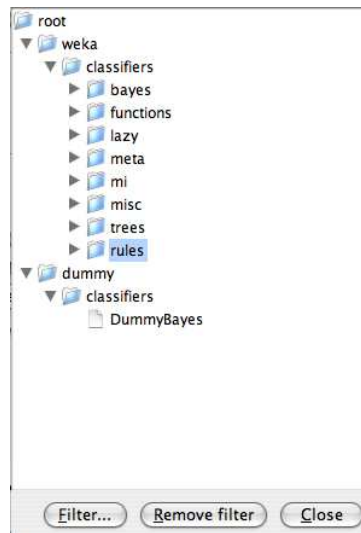 root
weka
classifiers
bayes
functions
lazy
meta
mi
misc
trees
rules
dummy
classifiers
DummyBayes
Filter... Remove filter Close